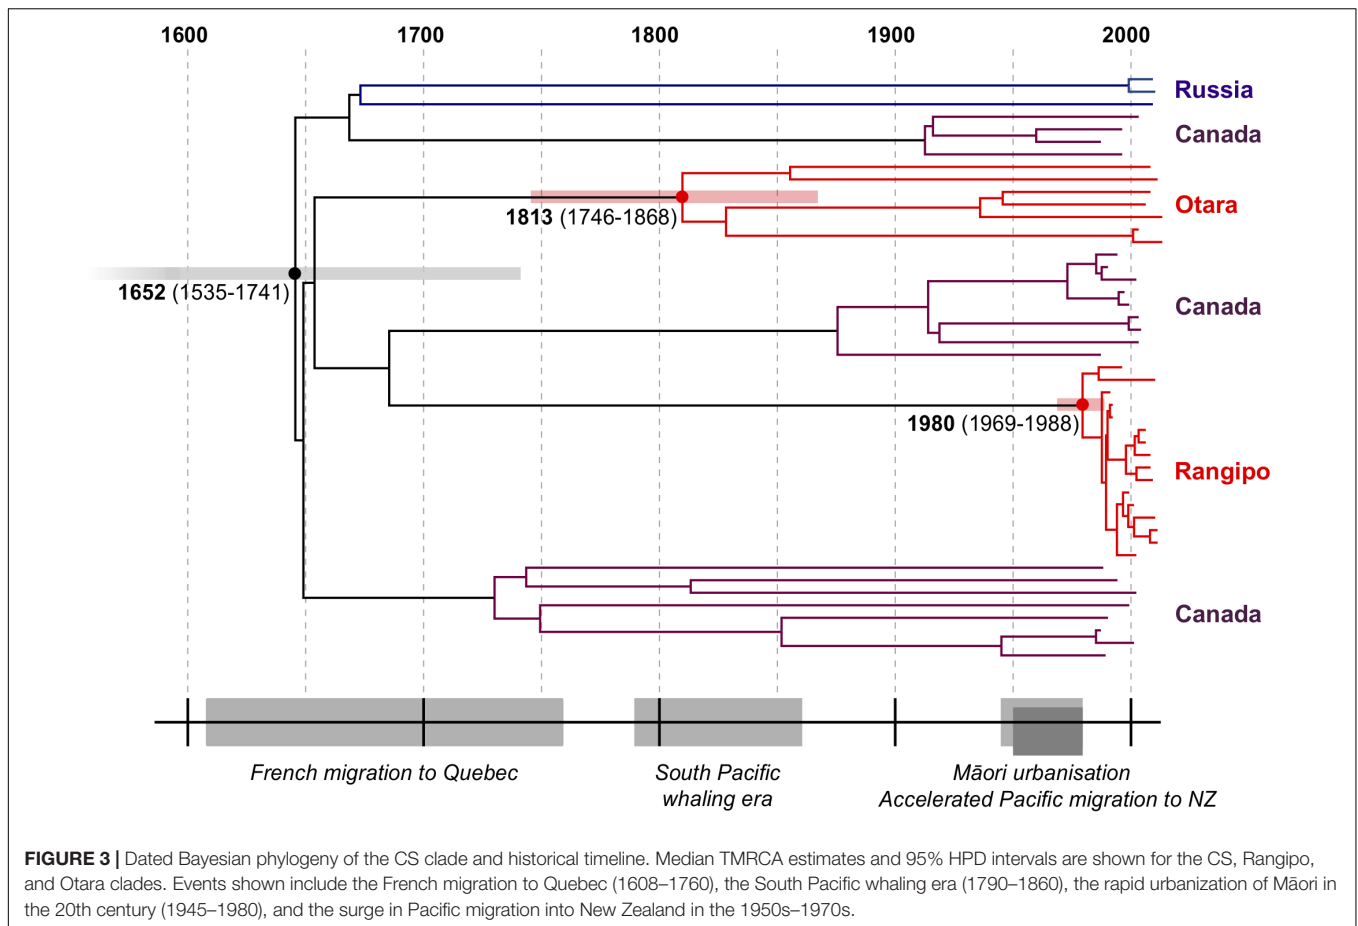 1600 1700 1800 1900 2000
Russia
Canada
Otara
1813 (1746-1868)
1652 (1535-1741)
Canada
1980 (1969-1988)
Rangipo
Canada
French migration to Quebec
South Pacific
whaling era
Māori urbanisation
Accelerated Pacific migration to NZ
FIGURE 3 | Dated Bayesian phylogeny of the CS clade and historical timeline. Median TMRCA estimates and 95% HPD intervals are shown for the CS, Rangipo,
and Otara clades. Events shown include the French migration to Quebec (1608–1760), the South Pacific whaling era (1790–1860), the rapid urbanization of Māori in
the 20th century (1945–1980), and the surge in Pacific migration into New Zealand in the 1950s–1970s.